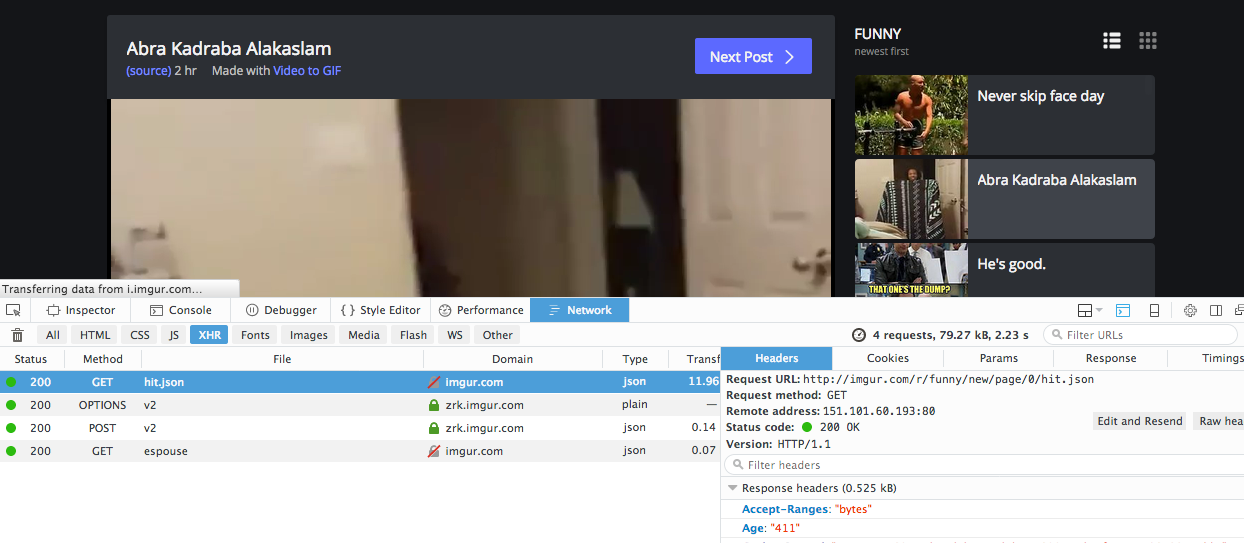 Abra Kadraba Alakaslam
(source) 2 hr Made with Video to GIF
Next Post
FUNNY
newest first
Never skip face day
Abra Kadraba Alakaslam
He's good.
THAT ONE'S THE DUMP?
Transferring data from i.imgur.com...
Inspector Console Debugger { } Style Editor Performance Network
All HTML CSS JS XHR Fonts Images Media Flash WS Other 4 requests, 79.27 kB, 2.23 s Filter URLs
Status Method File Domain Type Transf
200 GET hit.json imgur.com json 11.96
200 OPTIONS v2 zrk.imgur.com plain —
200 POST v2 zrk.imgur.com json 0.14
200 GET espouse imgur.com json 0.07
Headers Cookies Params Response Timings
Request URL: http://imgur.com/r/funny/new/page/0/hit.json
Request method: GET
Remote address: 151.101.60.193:80
Status code: 200 OK
Edit and Resend Raw hea
Version: HTTP/1.1
Filter headers
Response headers (0.525 kB)
Accept-Ranges: "bytes"
Age: "411"